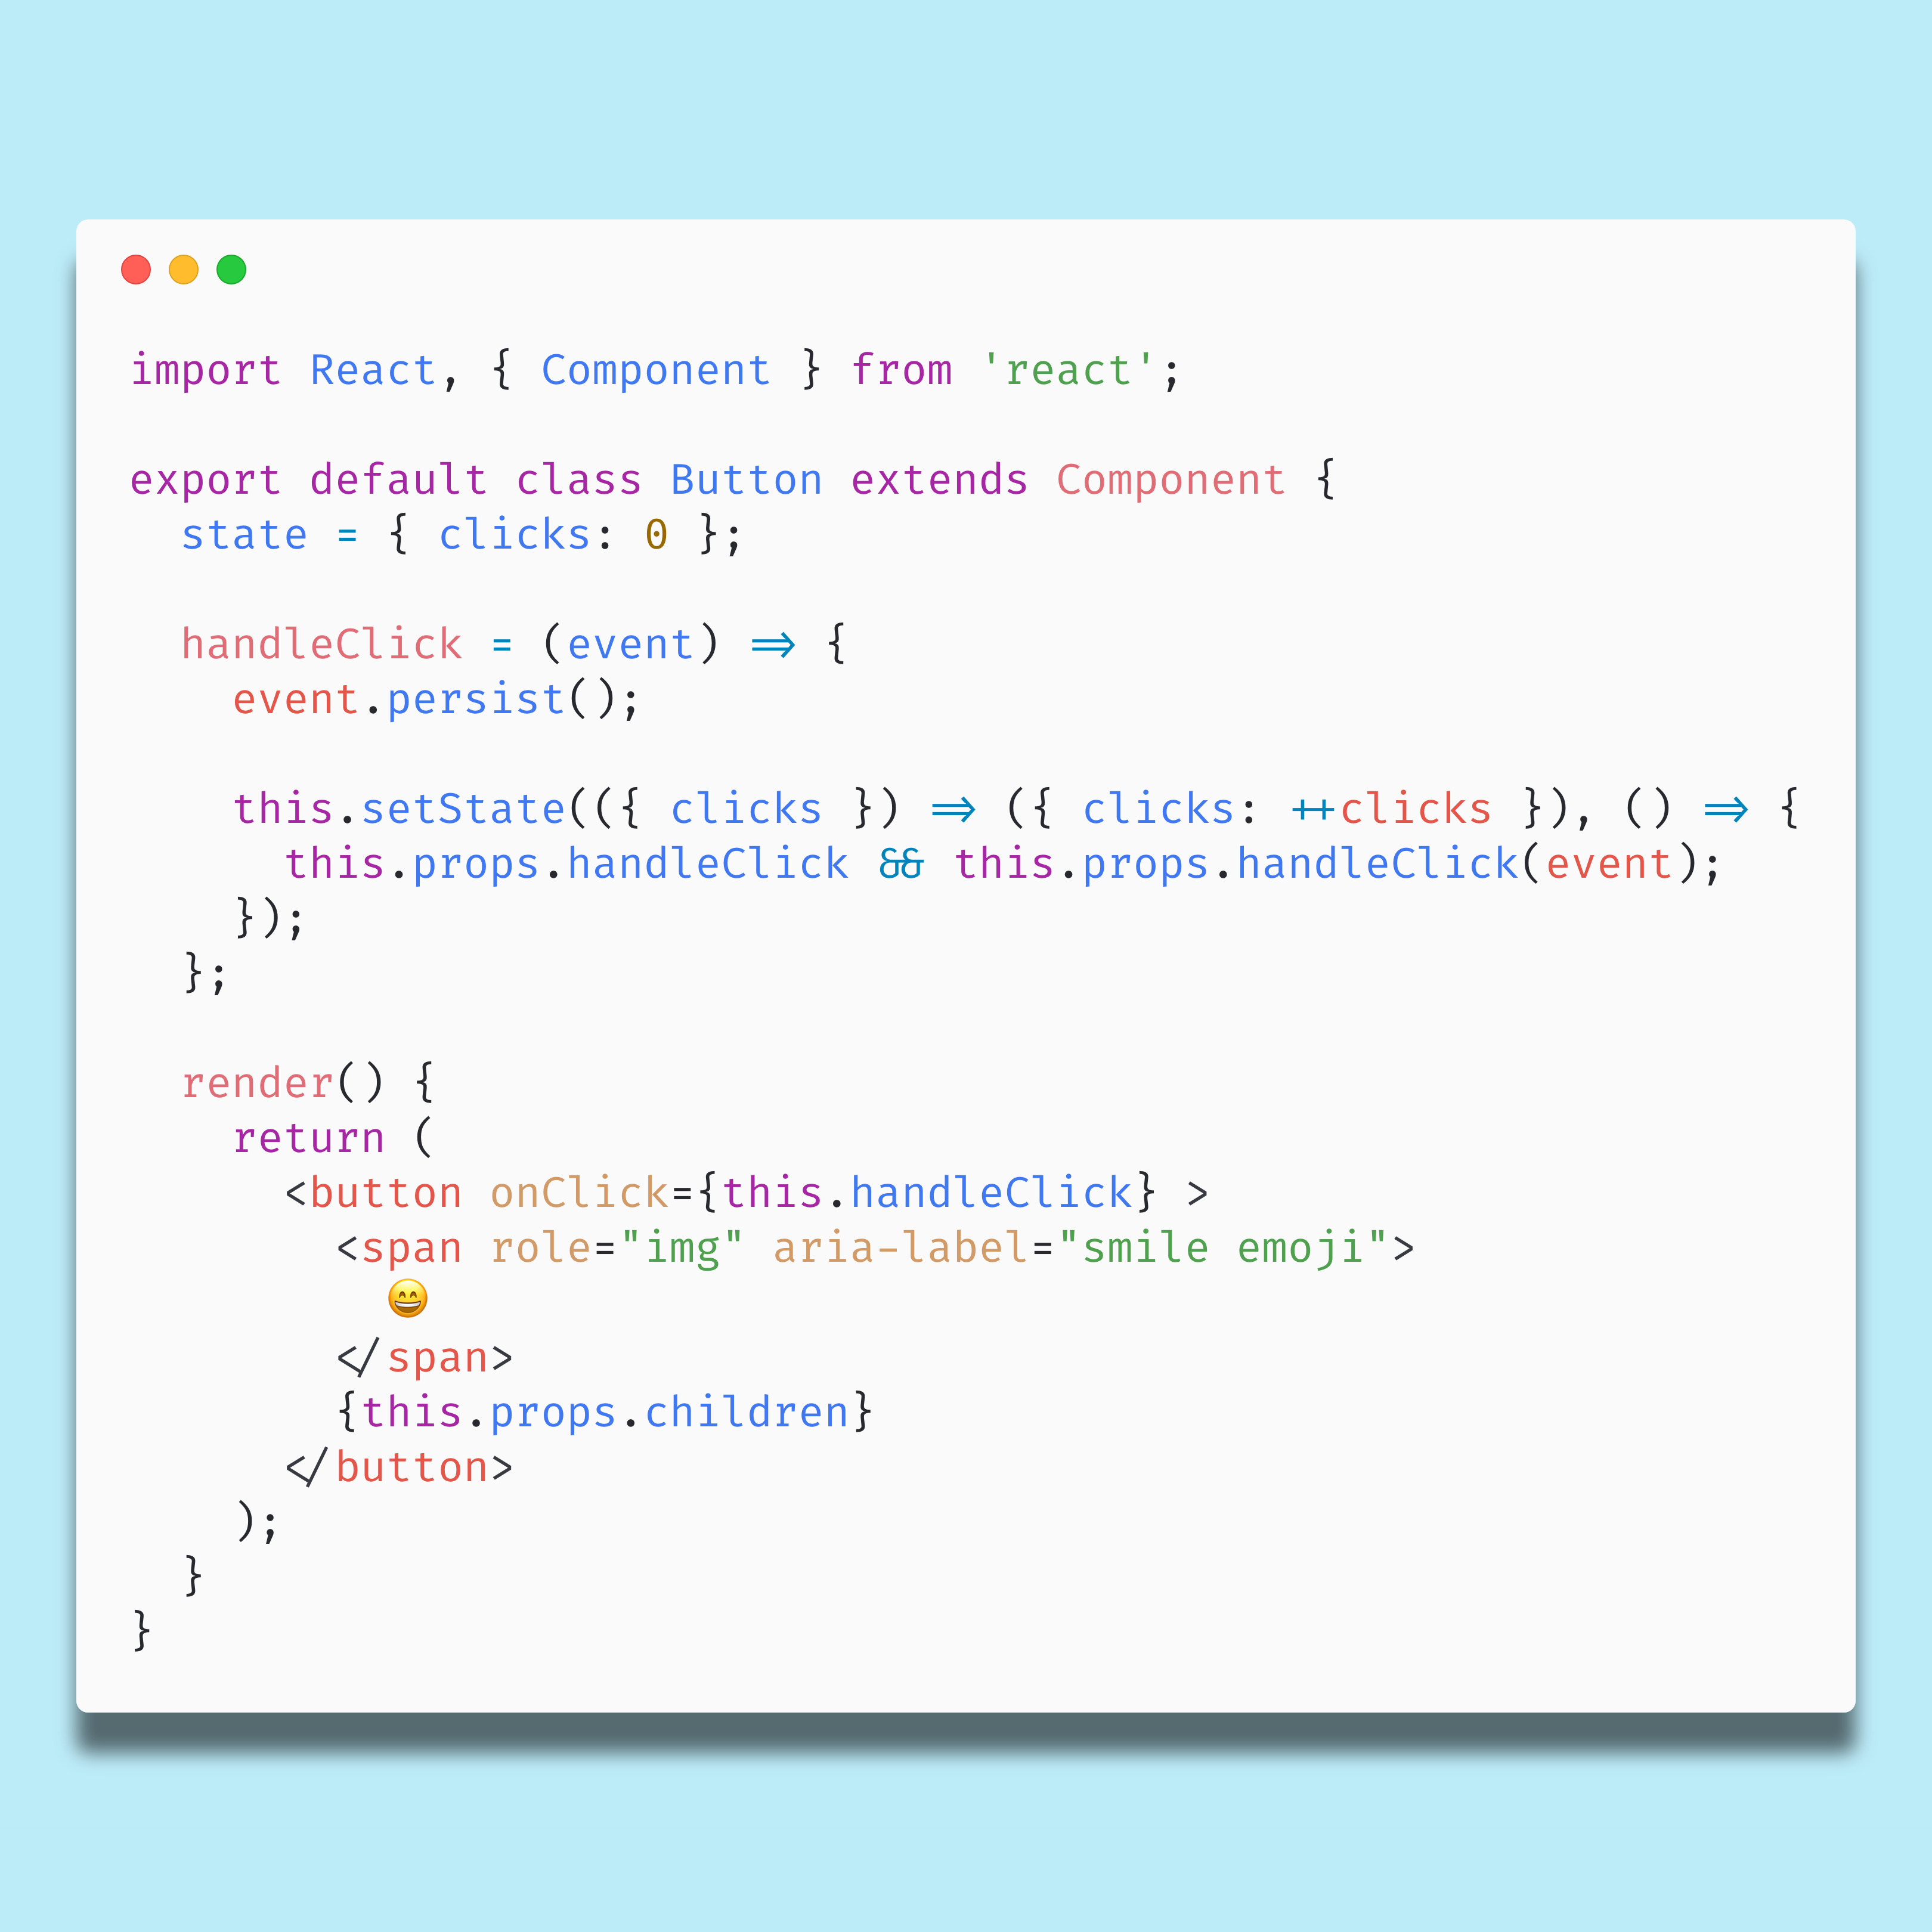 import React, { Component } from 'react';

export default class Button extends Component {
  state = { clicks: 0 };

  handleClick = (event) => {
    event.persist();

    this.setState(({ clicks }) => ({ clicks: ++clicks }), () => {
      this.props.handleClick && this.props.handleClick(event);
    });
  };

  render() {
    return (
      <button onClick={this.handleClick} >
        <span role="img" aria-label="smile emoji">
          😄
        </span>
        {this.props.children}
      </button>
    );
  }
}